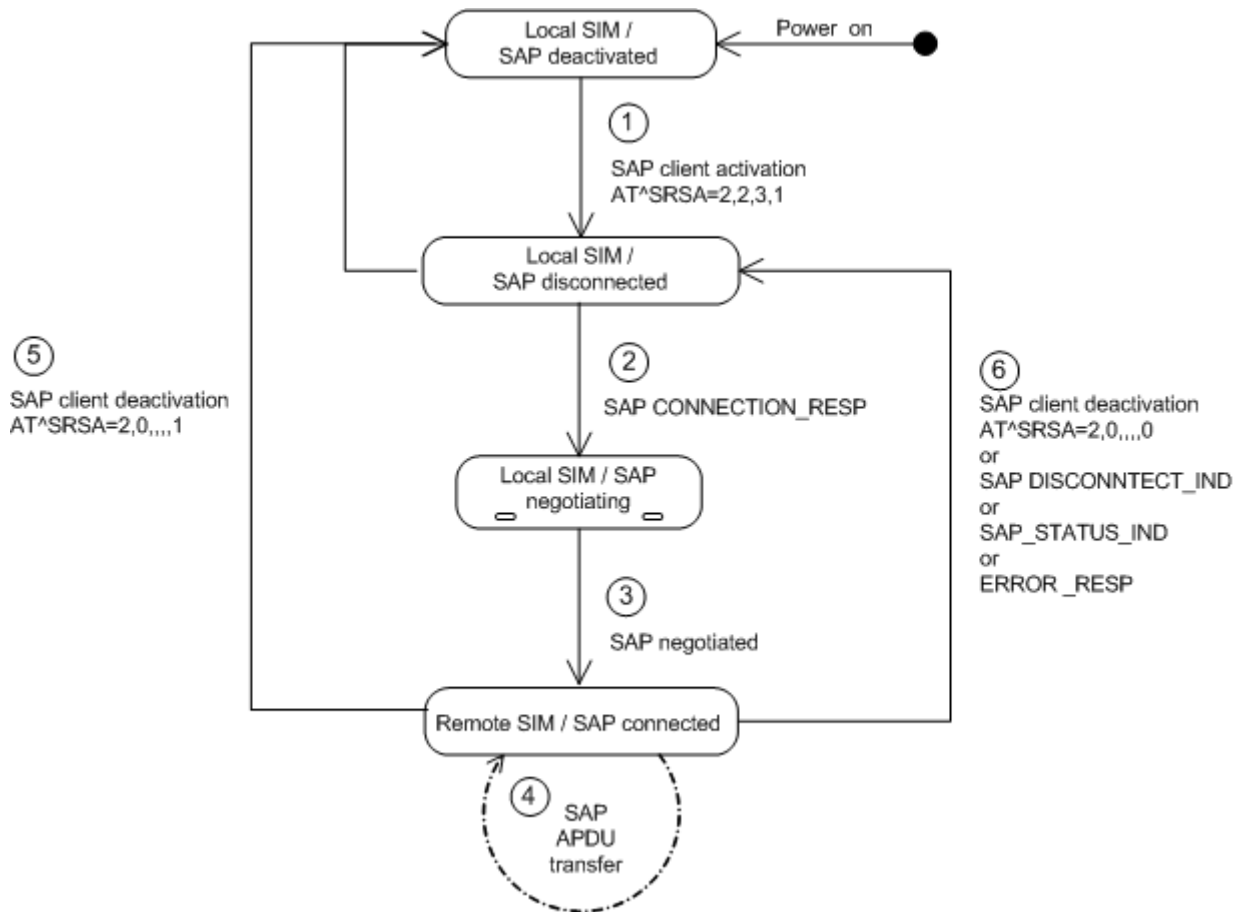 Local SIM /
SAP deactivated
Power on
1
SAP client activation
AT^SRSA=2,2,3,1
Local SIM /
SAP disconnected
5
SAP client deactivation
AT^SRSA=2,0,,,,1
2
SAP CONNECTION_RESP
6
SAP client deactivation
AT^SRSA=2,0,,,,0
or
SAP DISCONNTECT_IND
or
SAP_STATUS_IND
or
ERROR _RESP
Local SIM / SAP
negotiating
3
SAP negotiated
Remote SIM / SAP connected
4
SAP
APDU
transfer